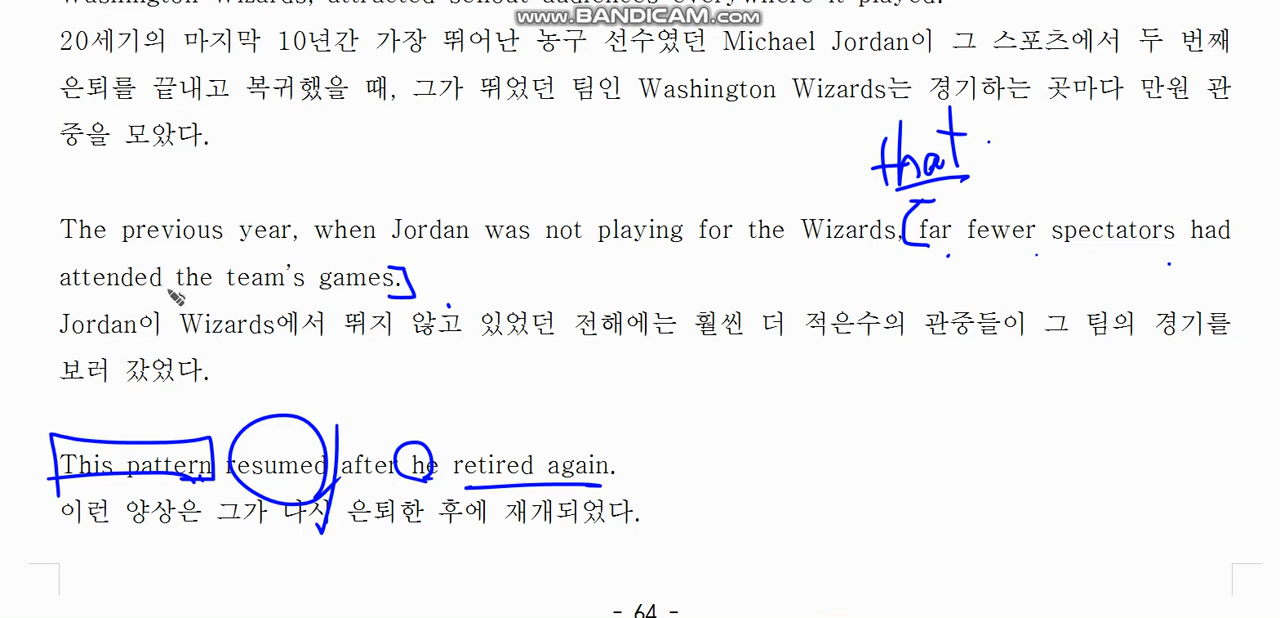 Washington Wizards, attracted sellout audiences everywhere it played.
www.BANDICAM.com
20세기의 마지막 10년간 가장 뛰어난 농구 선수였던 Michael Jordan이 그 스포츠에서 두 번째
은퇴를 끝내고 복귀했을 때, 그가 뛰었던 팀인 Washington Wizards는 경기하는 곳마다 만원 관
중을 모았다.
that
The previous year, when Jordan was not playing for the Wizards, far fewer spectators had
attended the team's games.
Jordan이 Wizards에서 뛰지 않고 있었던 전해에는 훨씬 더 적은수의 관중들이 그 팀의 경기를
보러 갔었다.
This pattern resumed after he retired again.
이런 양상은 그가 다시 은퇴한 후에 재개되었다.
- 64 -